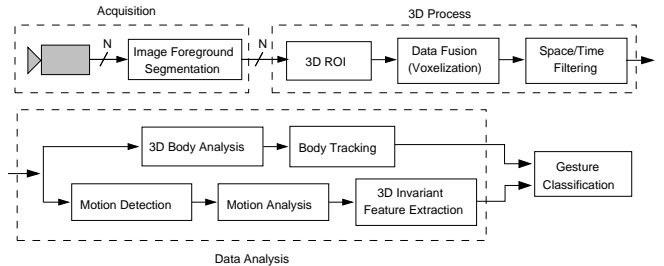 Acquisition
3D Process
N
Image Foreground
Segmentation
N
3D ROI
Data Fusion
(Voxelization)
Space/Time
Filtering
3D Body Analysis
Body Tracking
Gesture
Classification
Motion Detection
Motion Analysis
3D Invariant
Feature Extraction
Data Analysis